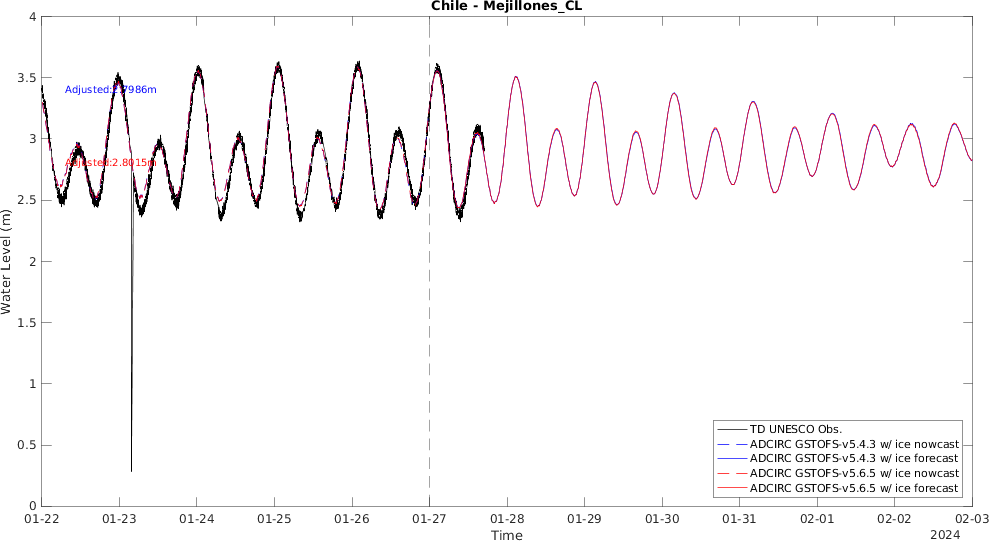 Chile - Mejillones_CL
4
3.5
3
2.5
2
1.5
1
0.5
0
Water Level (m)
Adjusted:2.7986m
Adjusted:2.8015m
TD UNESCO Obs.
ADCIRC GSTOFS-v5.4.3 w/ ice nowcast
ADCIRC GSTOFS-v5.4.3 w/ ice forecast
ADCIRC GSTOFS-v5.6.5 w/ ice nowcast
ADCIRC GSTOFS-v5.6.5 w/ ice forecast
01-22 01-23 01-24 01-25 01-26 01-27 01-28 01-29 01-30 01-31 02-01 02-02 02-03
Time
2024